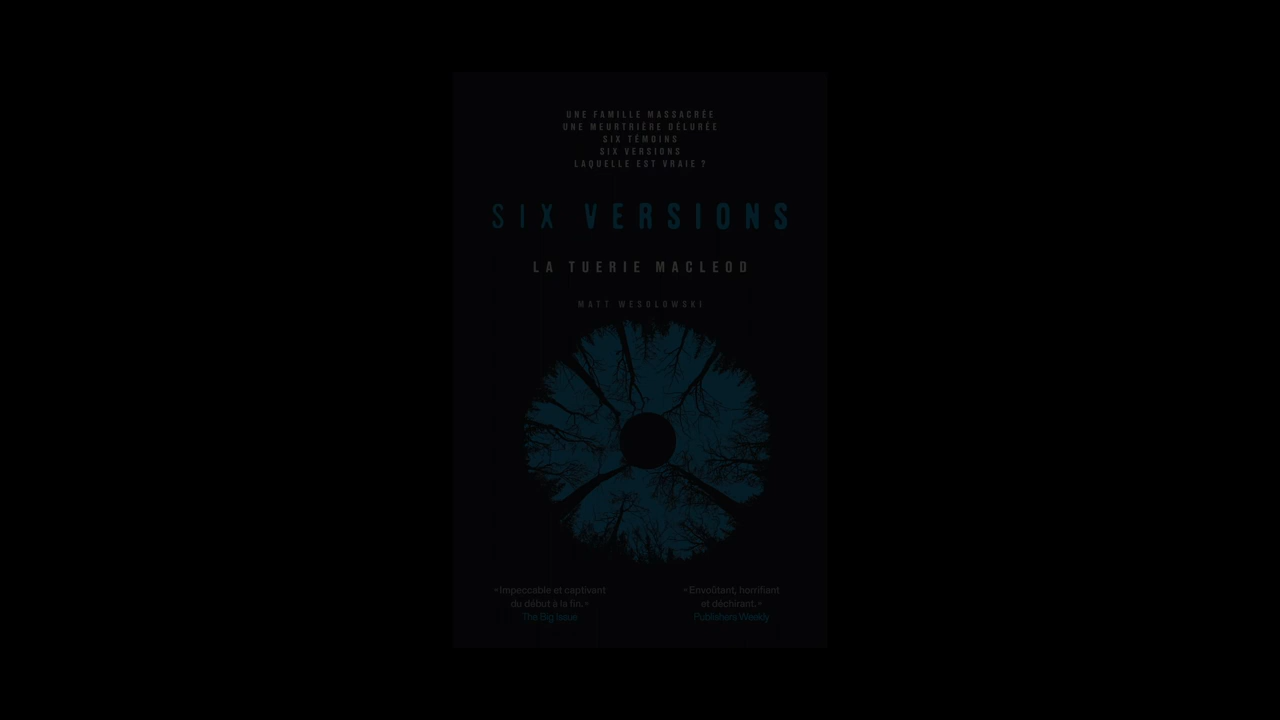 UNE FAMILLE MASSACRÉE
UNE MEURTRIÈRE DÉLURÉE
SIX TÉMOINS
SIX VERSIONS
LAQUELLE EST VRAIE ?
SIX VERSIONS
LA TUERIE MACLEOD
MATT WESOLOWSKI
« Impeccable et captivant
du début à la fin. »
The Big Issue
« Envoûtant, horrifiant
et déchirant. »
Publishers Weekly